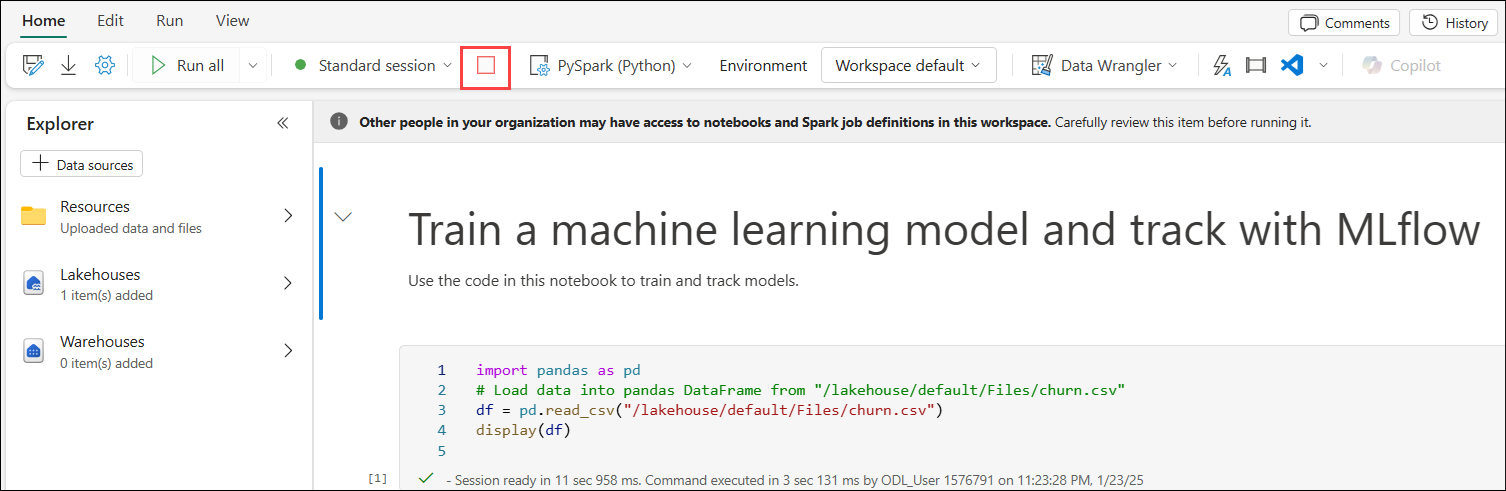 Home Edit Run View Comments History
Run all Standard session PySpark (Python) Environment Workspace default Data Wrangler Copilot
Explorer
Data sources
Resources
Uploaded data and files
Lakehouses
1 item(s) added
Warehouses
0 item(s) added
Other people in your organization may have access to notebooks and Spark job definitions in this workspace. Carefully review this item before running it.
Train a machine learning model and track with MLflow
Use the code in this notebook to train and track models.
1 import pandas as pd
2 # Load data into pandas DataFrame from "/lakehouse/default/Files/churn.csv"
3 df = pd.read_csv("/lakehouse/default/Files/churn.csv")
4 display(df)
5
[1] - Session ready in 11 sec 958 ms. Command executed in 3 sec 131 ms by ODL_User 1576791 on 11:23:28 PM, 1/23/25